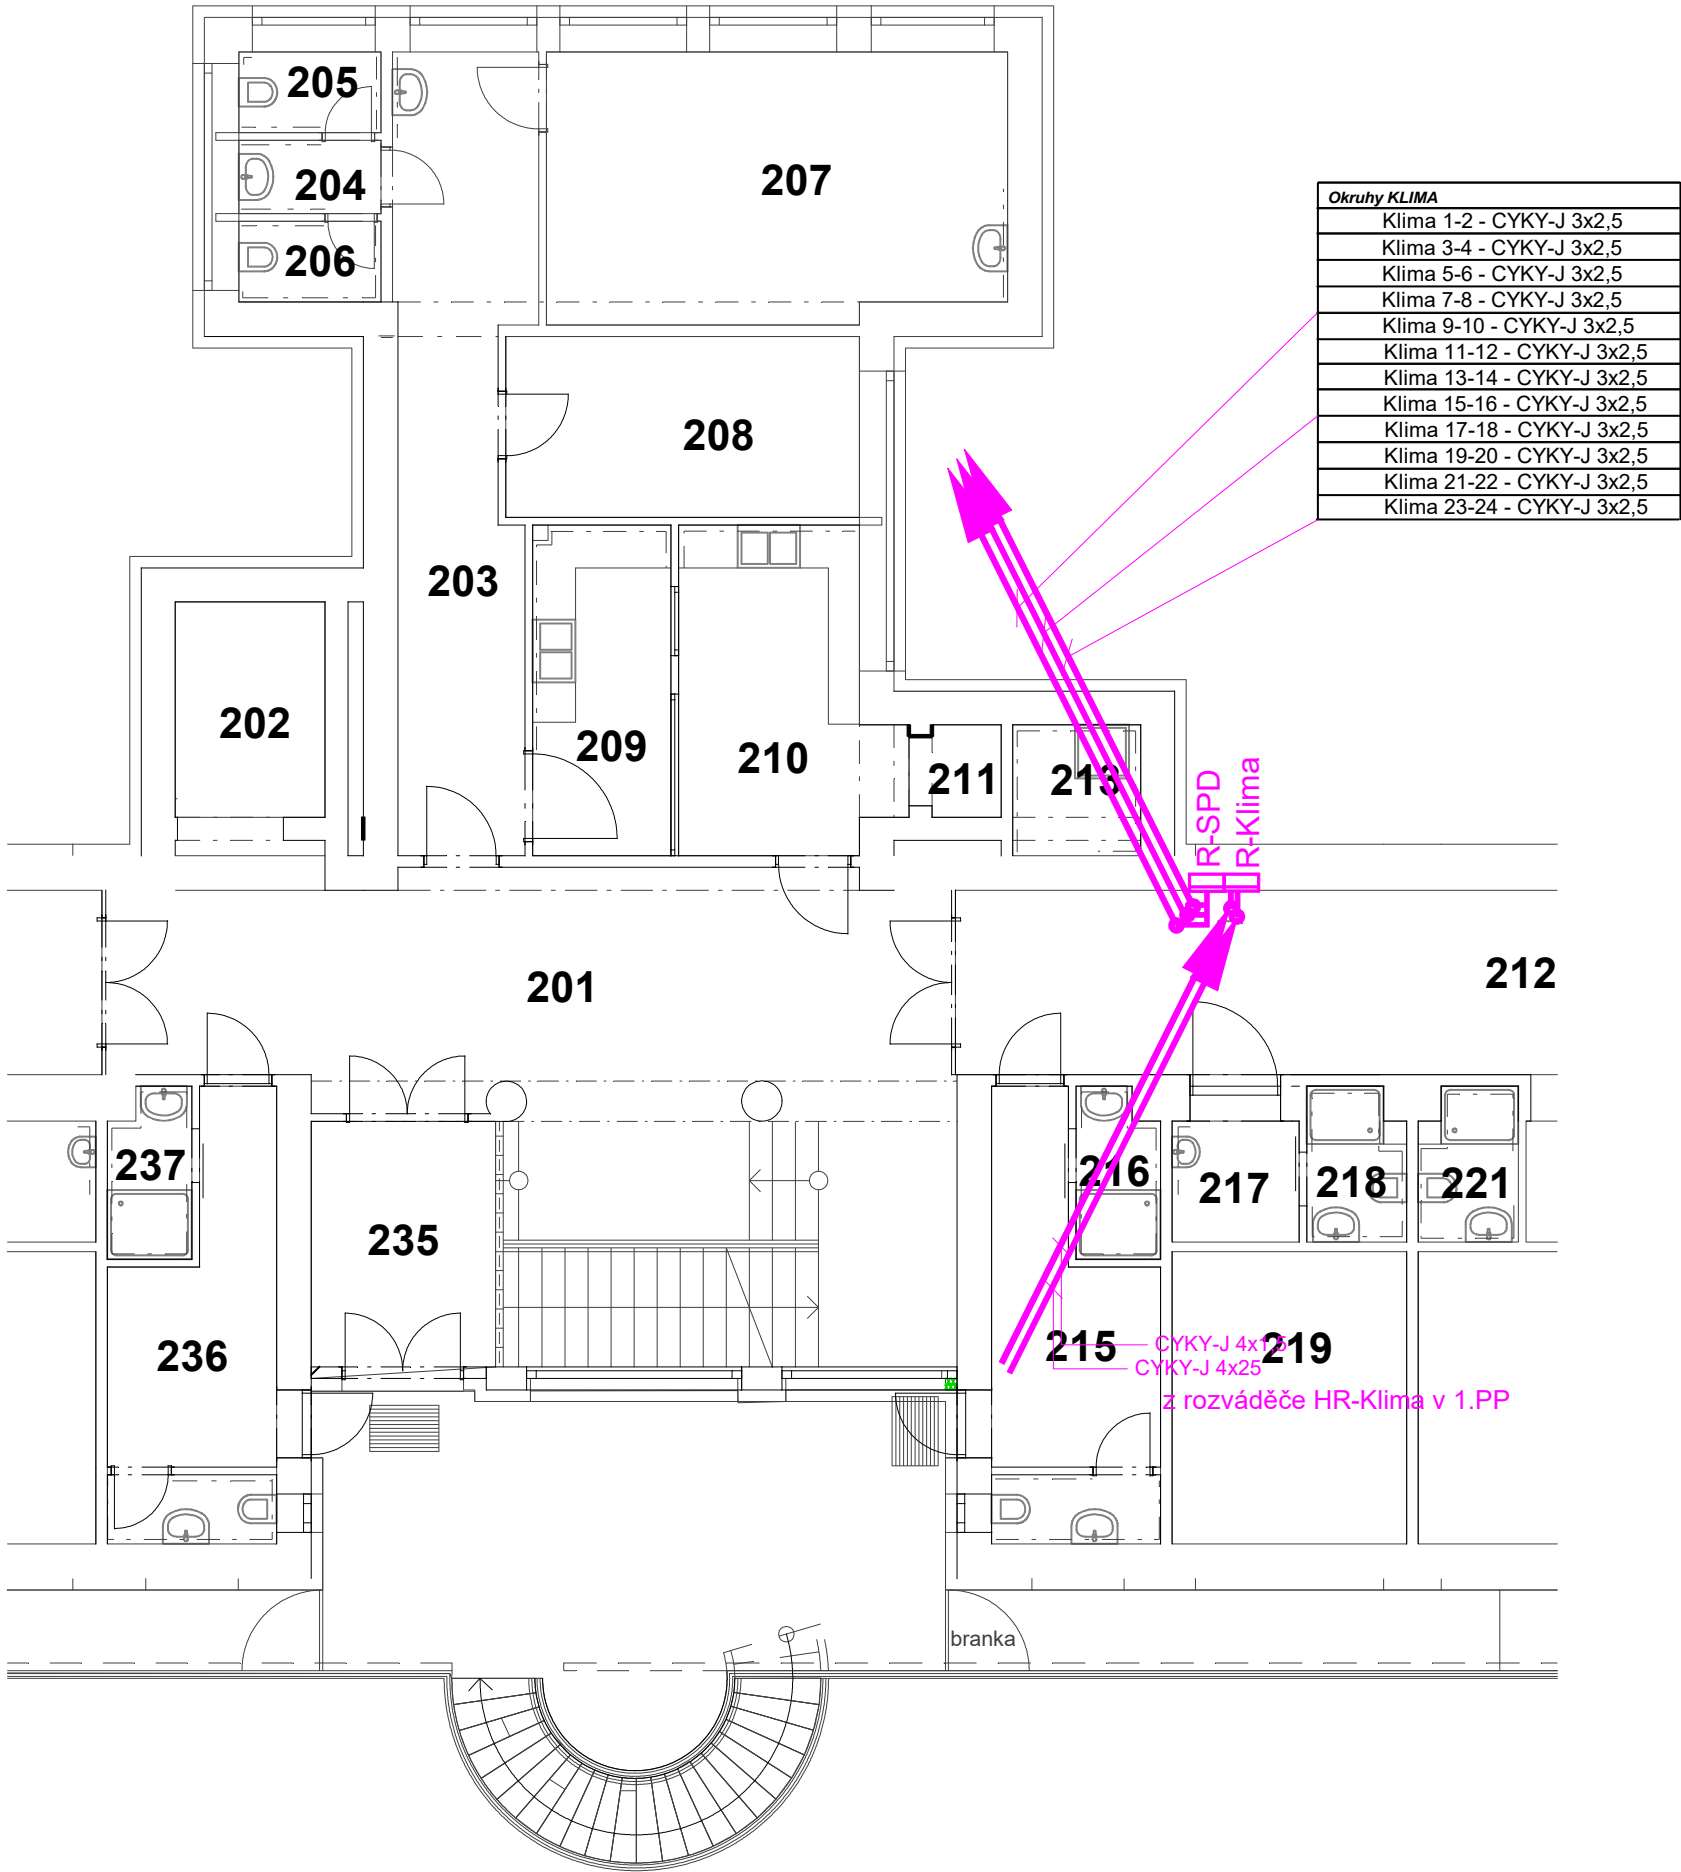 205
204
206
207
208
203
202
209
210
211
213
R-SPD
R-Klima
Okruhy KLIMA
Klima 1-2 - CYKY-J 3x2,5
Klima 3-4 - CYKY-J 3x2,5
Klima 5-6 - CYKY-J 3x2,5
Klima 7-8 - CYKY-J 3x2,5
Klima 9-10 - CYKY-J 3x2,5
Klima 11-12 - CYKY-J 3x2,5
Klima 13-14 - CYKY-J 3x2,5
Klima 15-16 - CYKY-J 3x2,5
Klima 17-18 - CYKY-J 3x2,5
Klima 19-20 - CYKY-J 3x2,5
Klima 21-22 - CYKY-J 3x2,5
Klima 23-24 - CYKY-J 3x2,5
201
212
237
235
236
216
217
218
221
215
219
CYKY-J 4x1,5
CYKY-J 4x25
z rozváděče HR-Klima v 1.PP
branka